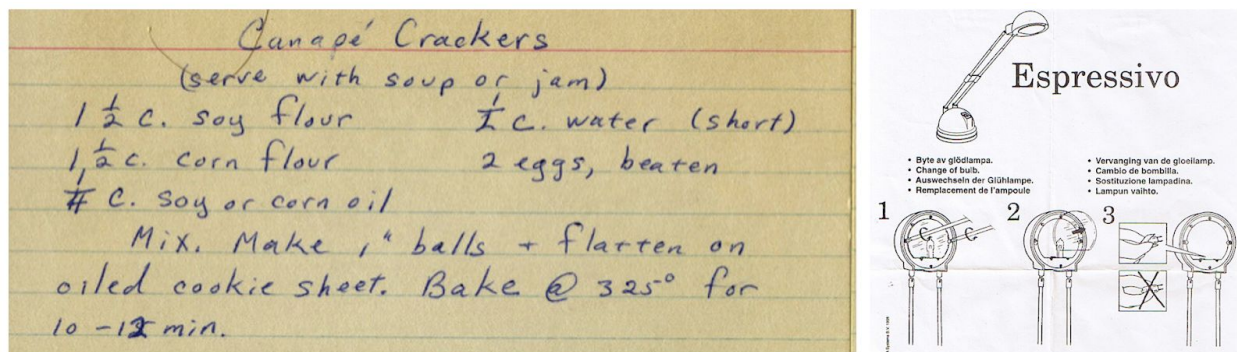 Canapé Crackers
(serve with soup or jam)
1 1/2 c. soy flour
1 1/2 c. corn flour
c. soy or corn oil
c. water (short)
2 eggs, beaten
Mix. Make 1" balls + flatten on
oiled cookie sheet. Bake @ 325° for
10-12 min.
Espressivo
• Byte av glödlampa.
• Change of bulb.
• Auswechseln der Glühlampe.
• Remplacement de l'ampoule
• Vervanging van de gloeilamp.
• Cambio de bombilla.
• Sostituzione lampadina.
• Lampun vaihto.
1
2
3